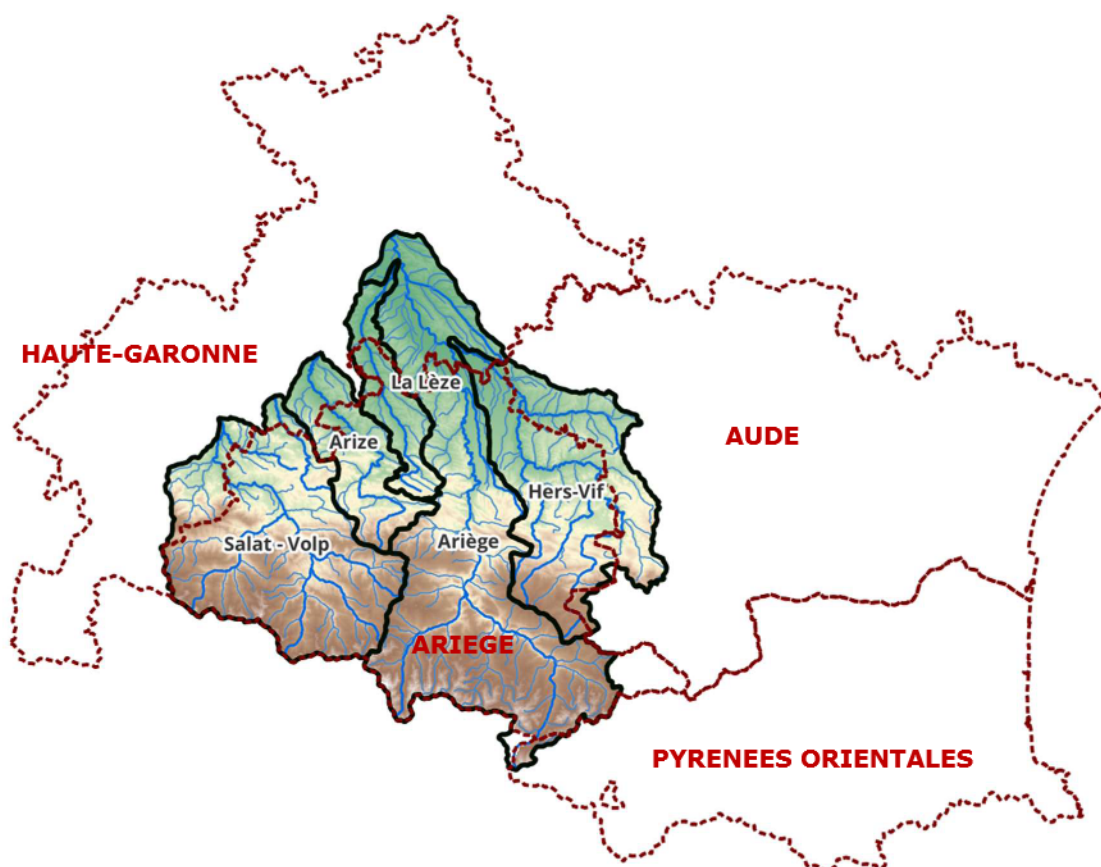 HAUTE-GARONNE
La Lèze
AUDE
Arize
Hers-Vif
Salat - Volp
Ariège
ARIEGE
PYRENEES ORIENTALES